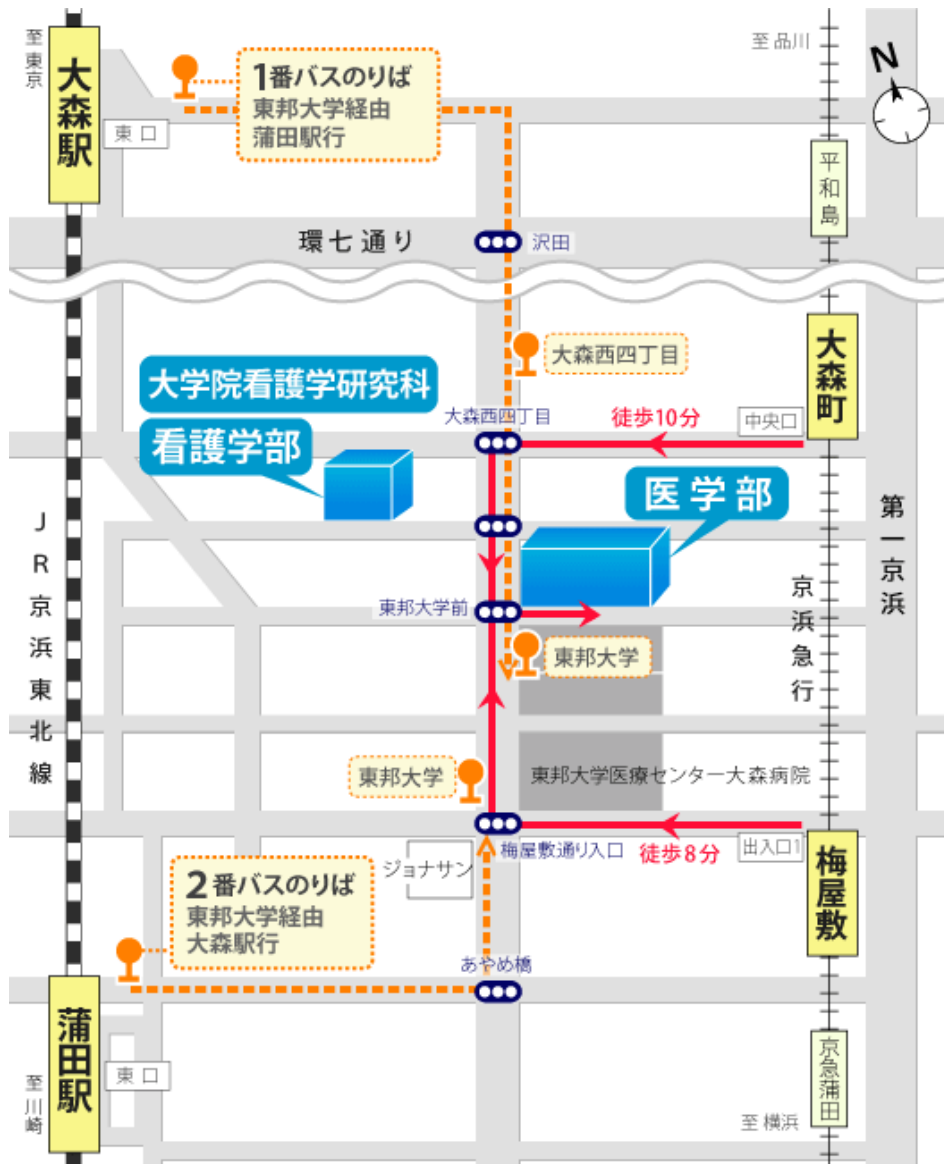 至東京
大森駅
東口
1番バスのりば
東邦大学経由
蒲田駅行
至品川
N
平和島
環七通り
沢田
大森西四丁目
大森町
中央口
徒歩10分
大森西四丁目
大学院看護学研究科
看護学部
医学部
第一京浜
JR京浜東北線
京浜急行
東邦大学前
東邦大学
東邦大学
東邦大学医療センター大森病院
梅屋敷通り入口
徒歩8分
出入口1
梅屋敷
ジョナサン
2番バスのりば
東邦大学経由
大森駅行
あやめ橋
蒲田駅
東口
至川崎
京急蒲田
至横浜